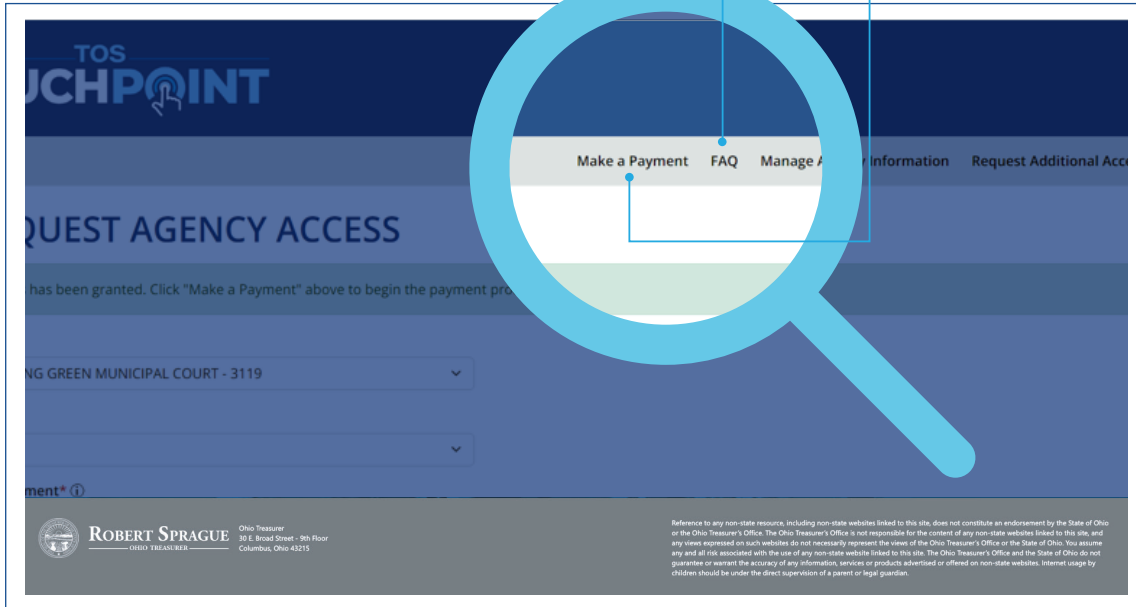 TOS
UCHPOINT
Make a Payment FAQ Manage A y Information Request Additional Acce
QUEST AGENCY ACCESS
has been granted. Click "Make a Payment" above to begin the payment pro
NG GREEN MUNICIPAL COURT - 3119
ment*
ROBERT SPRAGUE
OHIO TREASURER
Ohio Treasurer
30 E. Broad Street - 9th Floor
Columbus, Ohio 43215
Reference to any non-state resource, including non-state websites linked to this site, does not constitute an endorsement by the State of Ohio
or the Ohio Treasurer's Office. The Ohio Treasurer's Office is not responsible for the content of any non-state websites linked to this site, and
any views expressed on such websites do not necessarily represent the views of the Ohio Treasurer's Office or the State of Ohio. You assume
any and all risk associated with the use of any non-state website linked to this site. The Ohio Treasurer's Office and the State of Ohio do not
guarantee or warrant the accuracy of any information, services or products advertised or offered on non-state websites. Internet usage by
children should be under the direct supervision of a parent or legal guardian.